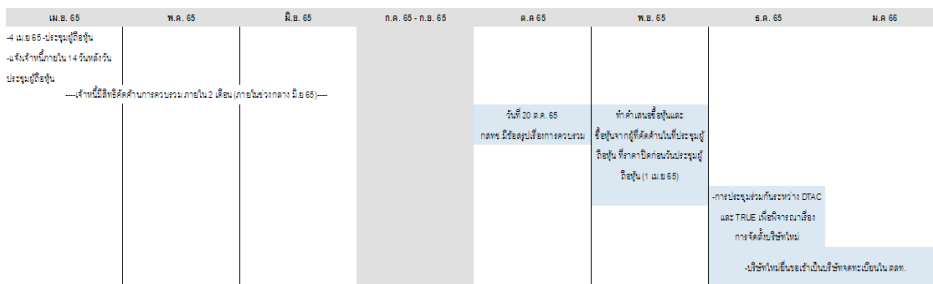 เม.ย. 65 พ.ค. 65 มิ.ย. 65 ก.ค. 65 - ก.ย. 65 ต.ค 65 พ.ย. 65 ธ.ค. 65 ม.ค 66
-4 เม.ย 65 -ประชุมผู้ถือหุ้น
-แจ้งเจ้าหนี้ภายใน 14 วันหลังวัน
ประชุมผู้ถือหุ้น
----เจ้าหนี้มีสิทธิคัดค้านการควบรวม ภายใน 2 เดือน (ภายในช่วงกลาง มิ.ย 65)----
วันที่ 20 ต.ค. 65
กสทช มีข้อสรุปเรื่องการควบรวม
ทำคำเสนอซื้อหุ้นและ
ซื้อหุ้นจากผู้ที่คัดค้านในที่ประชุมผู้
ถือหุ้น ที่ราคาปิดก่อนวันประชุมผู้
ถือหุ้น (1 เม.ย 65)
-การประชุมร่วมกันระหว่าง DTAC
และ TRUE เพื่อพิจารณาเรื่อง
การจัดตั้งบริษัทใหม่
-บริษัทใหม่ยื่นขอเข้าเป็นบริษัทจดทะเบียนใน ตลท.